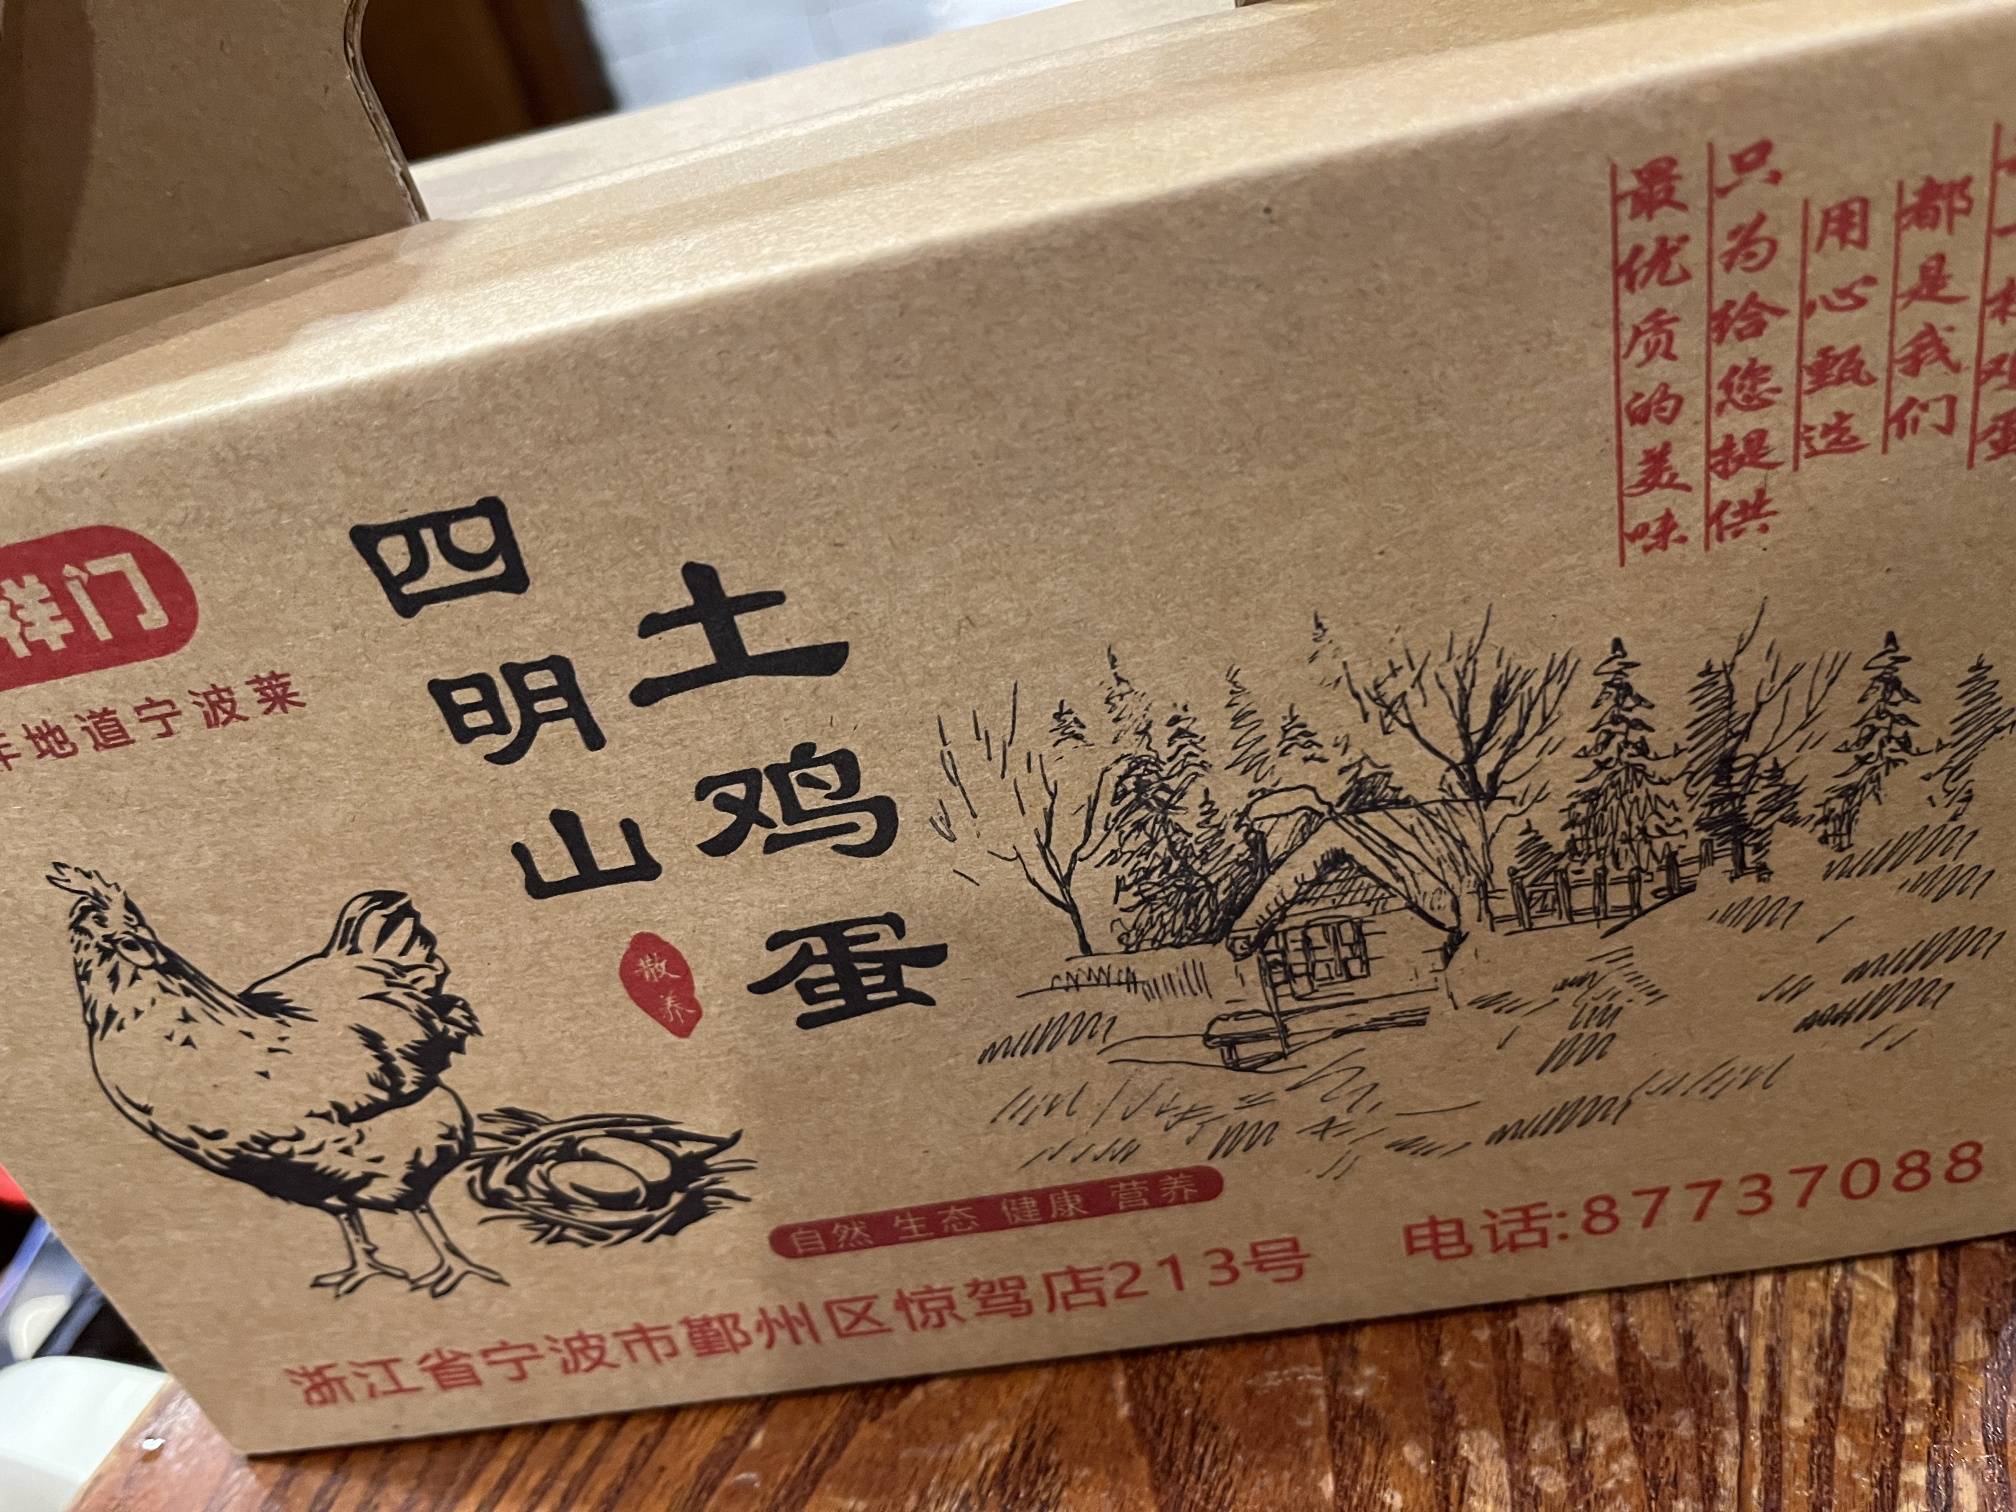 祥门
地道宁波菜
四明山
土鸡蛋
散养
都是我们
用心甄选
只为给您提供
最优质的美味
自然 生态 健康 营养
浙江省宁波市鄞州区惊驾店213号
电话:87737088